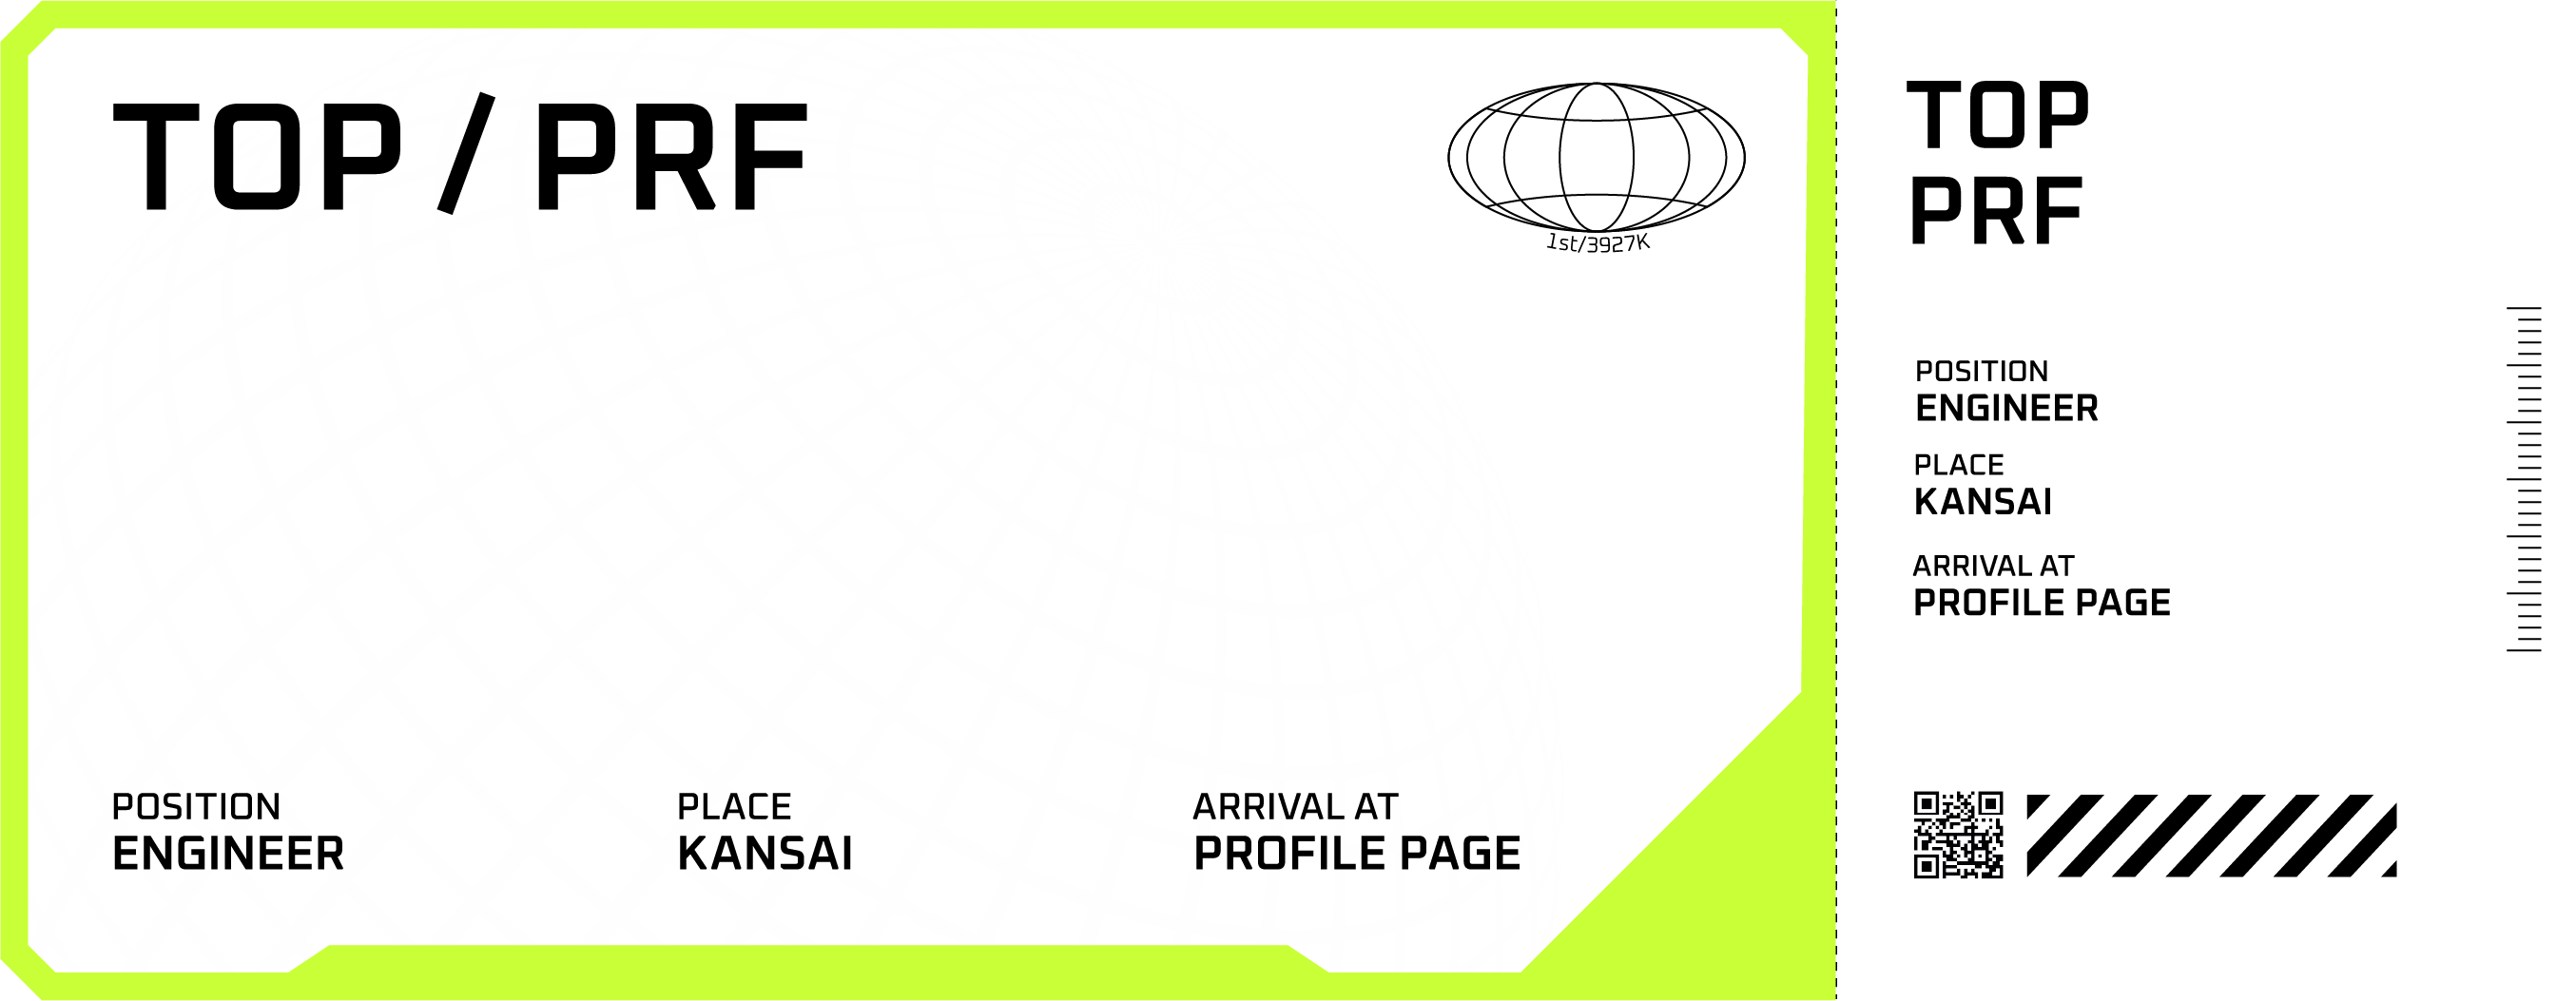 TOP / PRF
1st/3927K
POSITION
ENGINEER
PLACE
KANSAI
ARRIVAL AT
PROFILE PAGE
TOP
PRF
POSITION
ENGINEER
PLACE
KANSAI
ARRIVAL AT
PROFILE PAGE